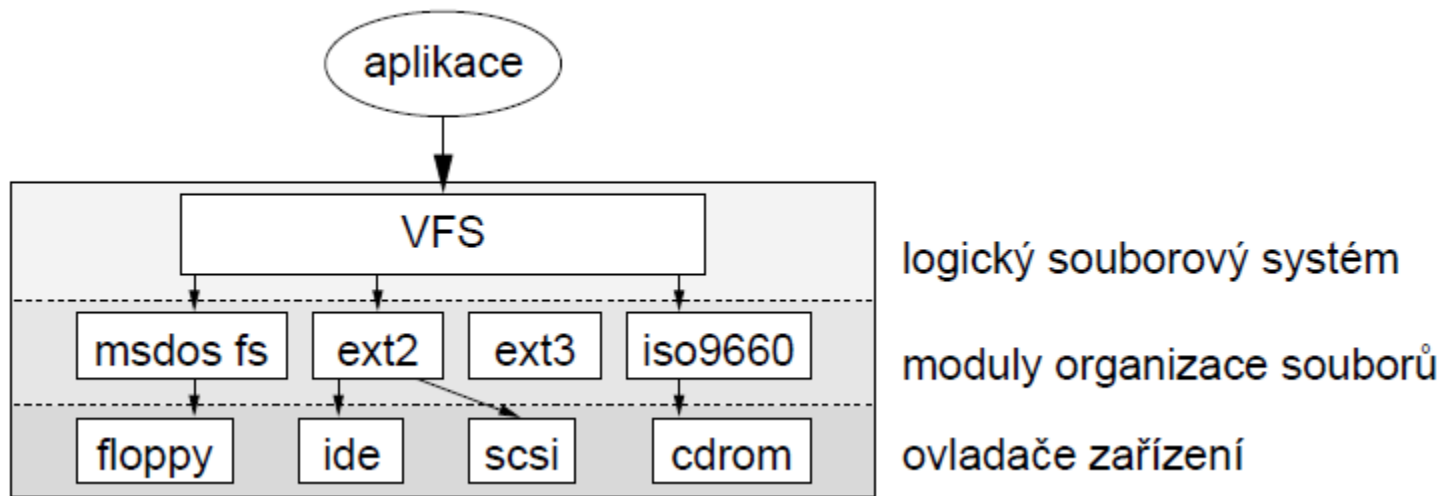 aplikace
VFS
logický souborový systém
msdos fs ext2 ext3 iso9660
moduly organizace souborů
floppy ide scsi cdrom
ovladače zařízení